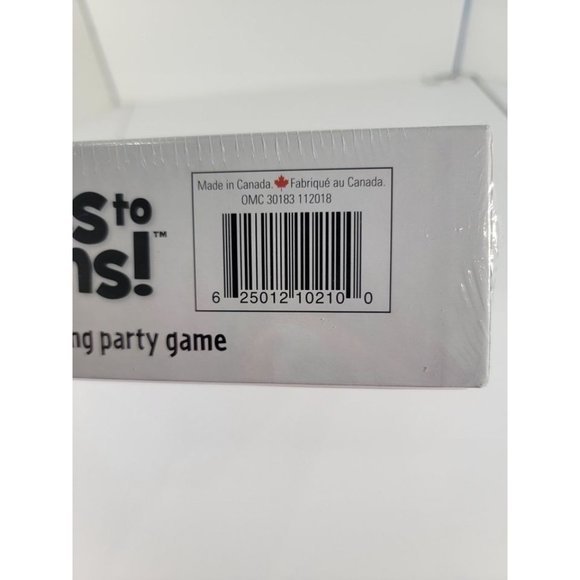 Made in Canada. Fabriqué au Canada.
OMC 30183 112018
s to
ns!™
6 25012 10210 0
ng party game